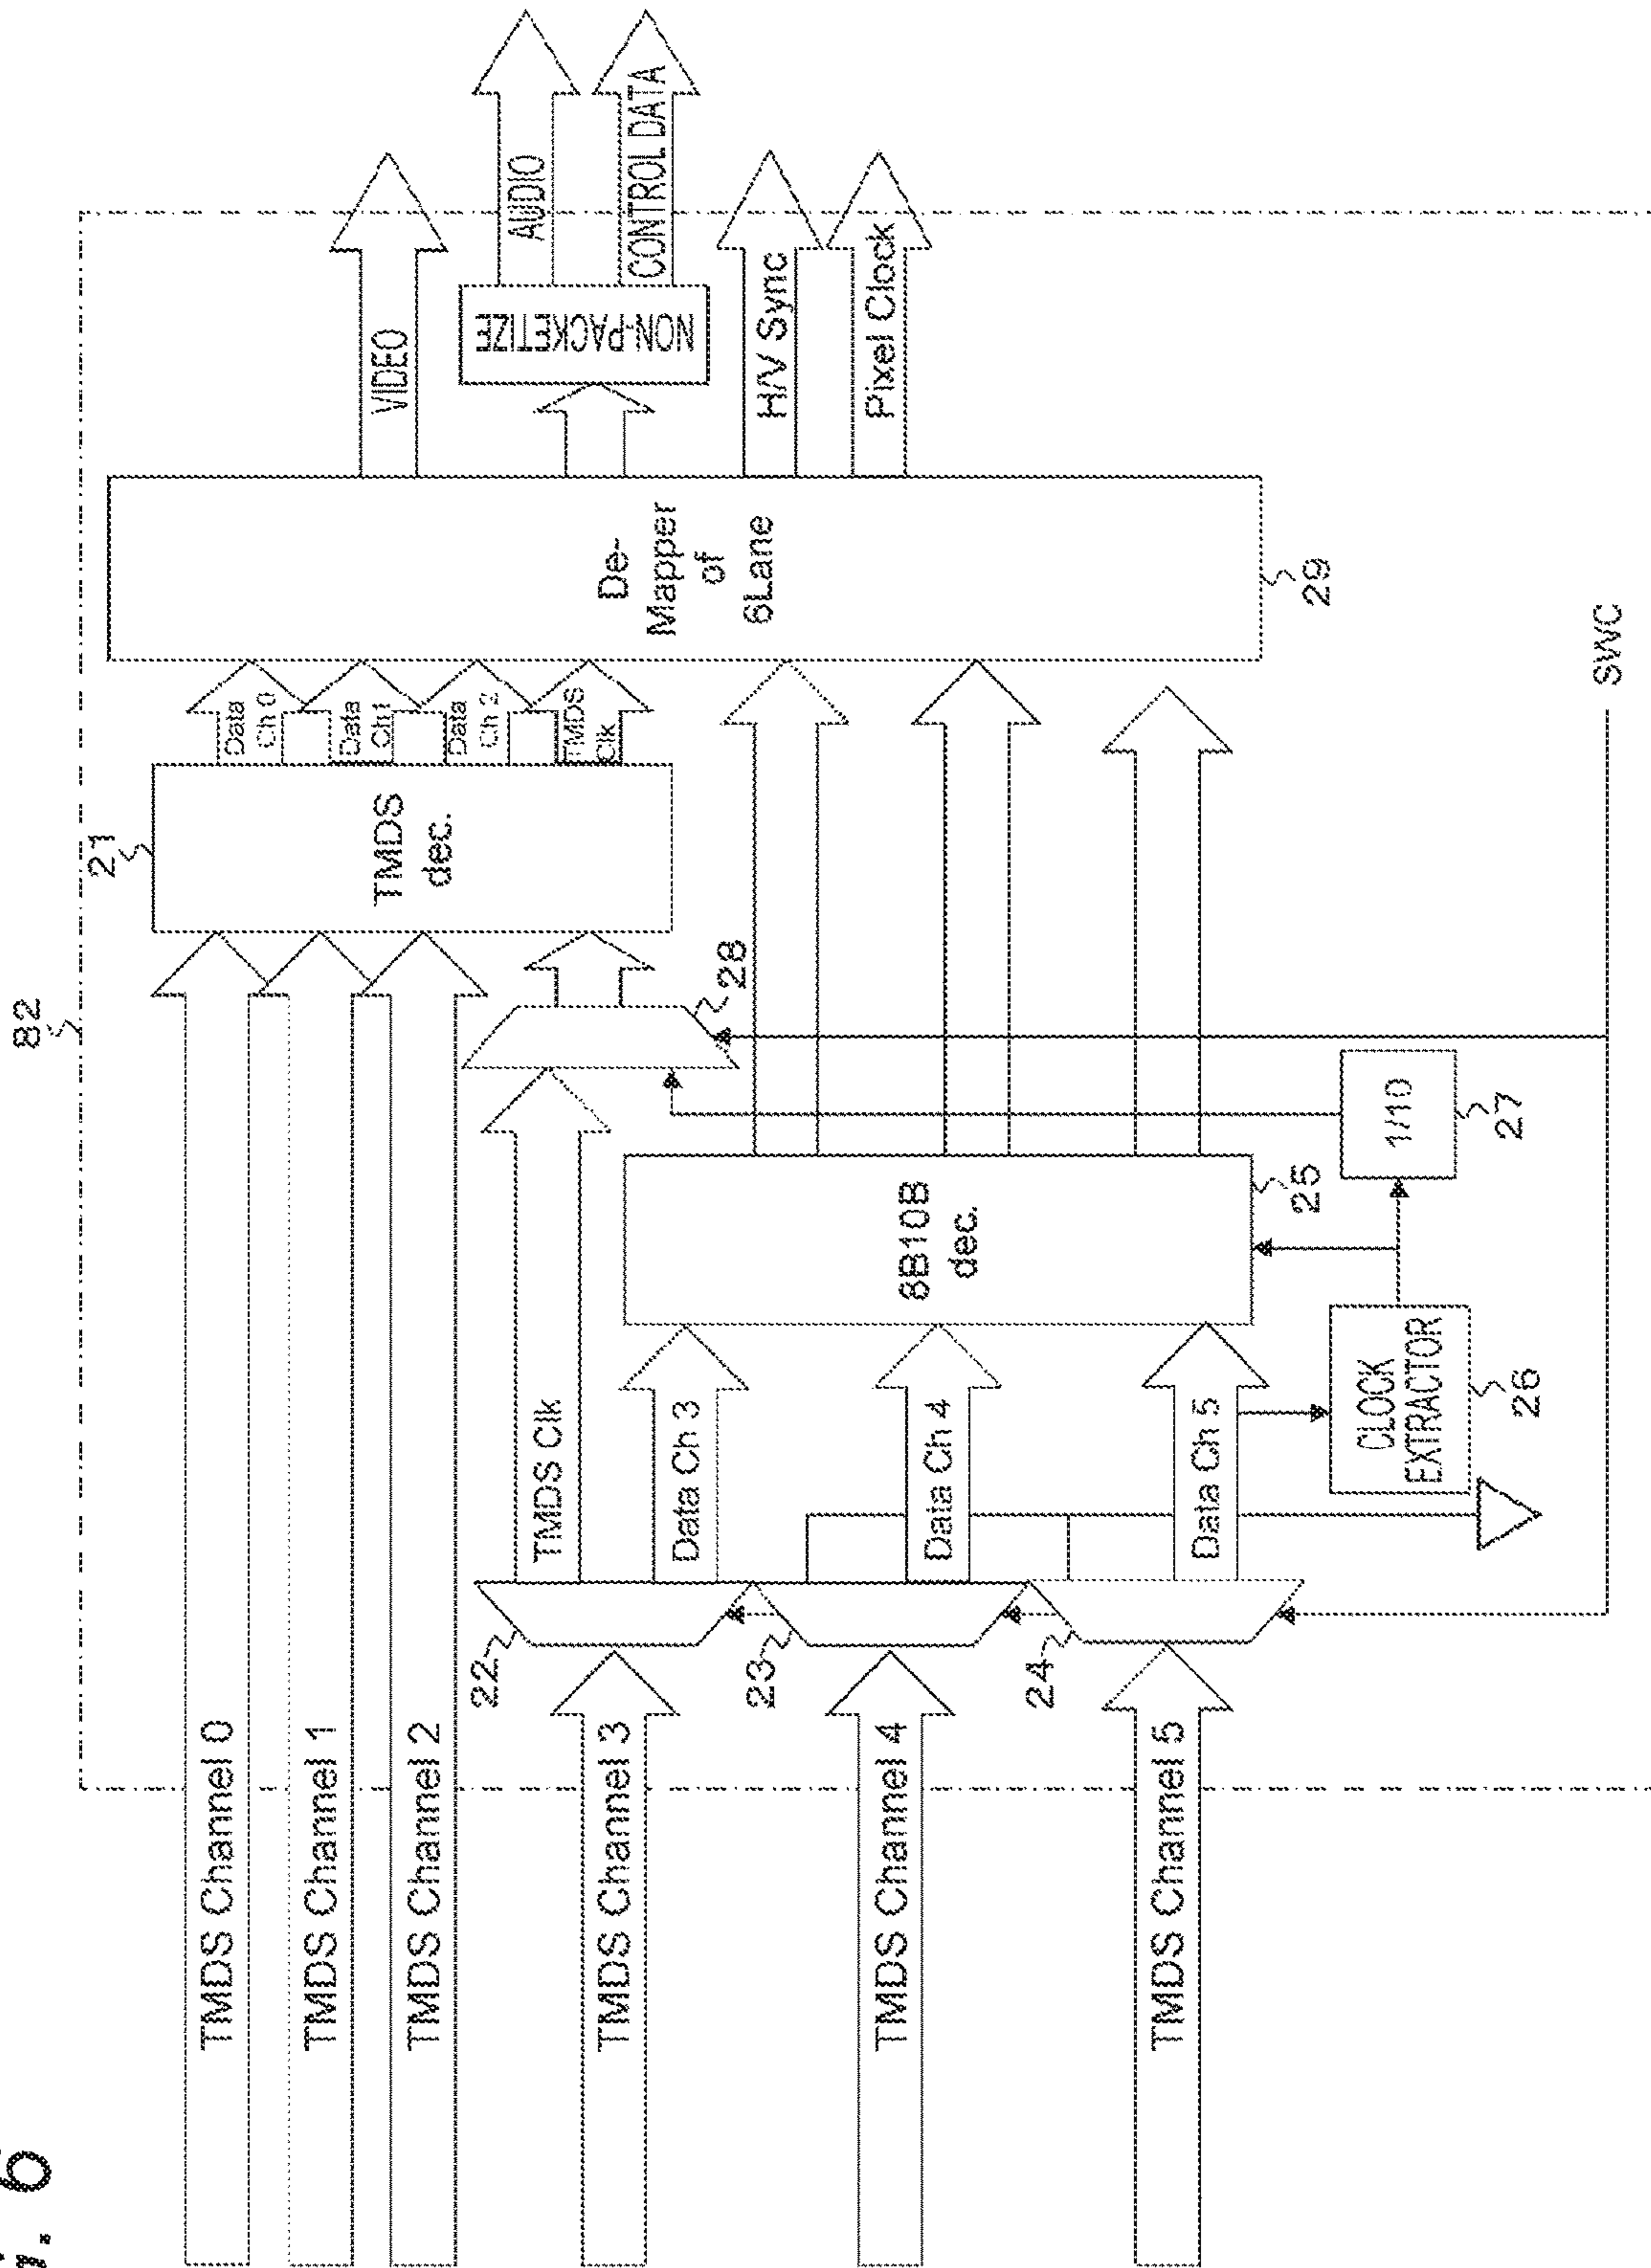 . 6
82
TMDS Channel 0
TMDS Channel 1
TMDS Channel 2
TMDS Channel 3
TMDS Channel 4
TMDS Channel 5
22
23
24
TMDS Clk
Data Ch 3
Data Ch 4
Data Ch 5
CLOCK
EXTRACTOR
26
8B10B
dec.
25
1/10
27
28
21
TMDS
dec.
Data
Ch 0
Data
Ch1
Data
Ch 2
TMDS
Clk
De-
Mapper
of
6Lane
29
SWC
VIDEO
NON-PACKETIZE
AUDIO
CONTROL DATA
H/V Sync
Pixel Clock